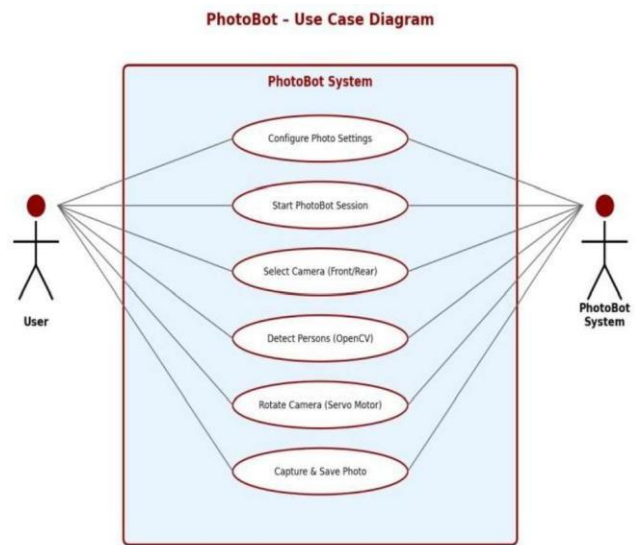 PhotoBot – Use Case Diagram
PhotoBot System
Configure Photo Settings
Start PhotoBot Session
Select Camera (Front/Rear)
Detect Persons (OpenCV)
Rotate Camera (Servo Motor)
Capture & Save Photo
User
PhotoBot
System